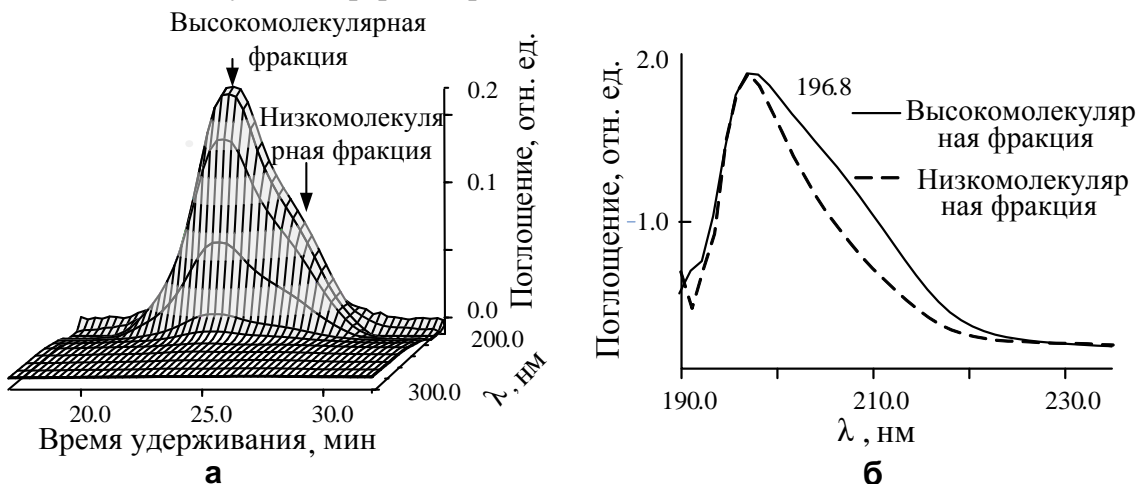 Высокомолекулярная
фракция
Низкомолекуля
рная фракция
0.2
0.1
0.0
Поглощение, отн. ед.
200.0
300.0
λ, нм
20.0
25.0
30.0
Время удерживания, мин
а
2.0
1.0
Поглощение, отн. ед.
196.8
Высокомолекуляр
ная фракция
Низкомолекуляр
ная фракция
190.0
210.0
230.0
λ, нм
б